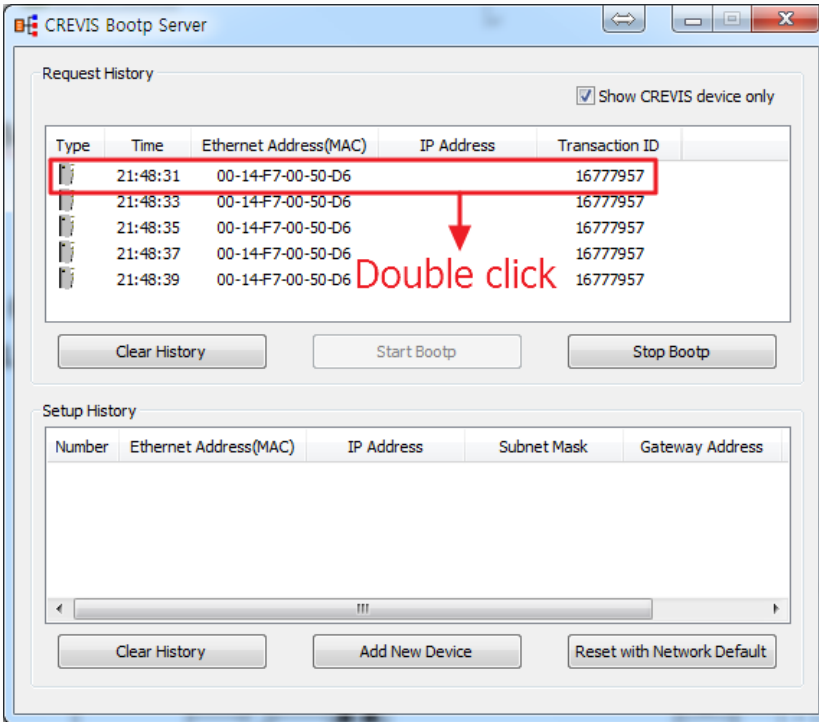 CREVIS Bootp Server
Request History
Show CREVIS device only
Type Time Ethernet Address(MAC) IP Address Transaction ID
21:48:31 00-14-F7-00-50-D6 16777957
21:48:33 00-14-F7-00-50-D6 16777957
21:48:35 00-14-F7-00-50-D6 16777957
21:48:37 00-14-F7-00-50-D6 16777957
21:48:39 00-14-F7-00-50-D6 16777957
Double click
Clear History Start Bootp Stop Bootp
Setup History
Number Ethernet Address(MAC) IP Address Subnet Mask Gateway Address
Clear History Add New Device Reset with Network Default